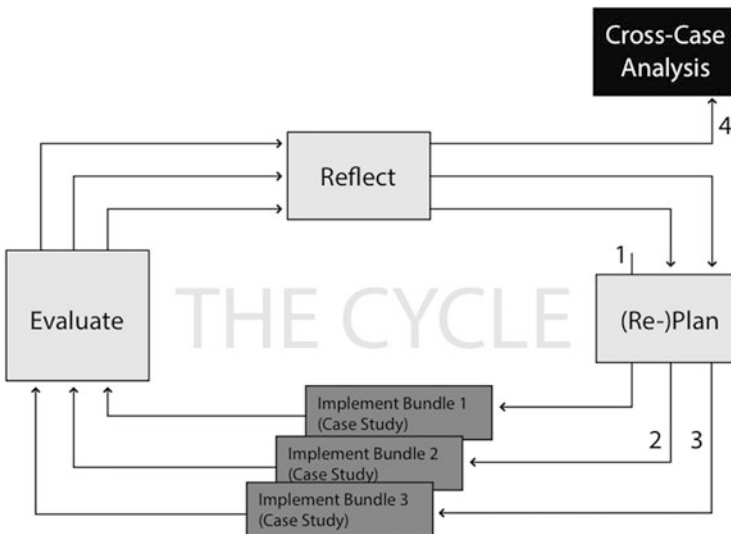 Cross-Case
Analysis
4
Reflect
1
Evaluate
THE CYCLE
(Re-)Plan
Implement Bundle 1
(Case Study)
Implement Bundle 2
(Case Study)
2
3
Implement Bundle 3
(Case Study)